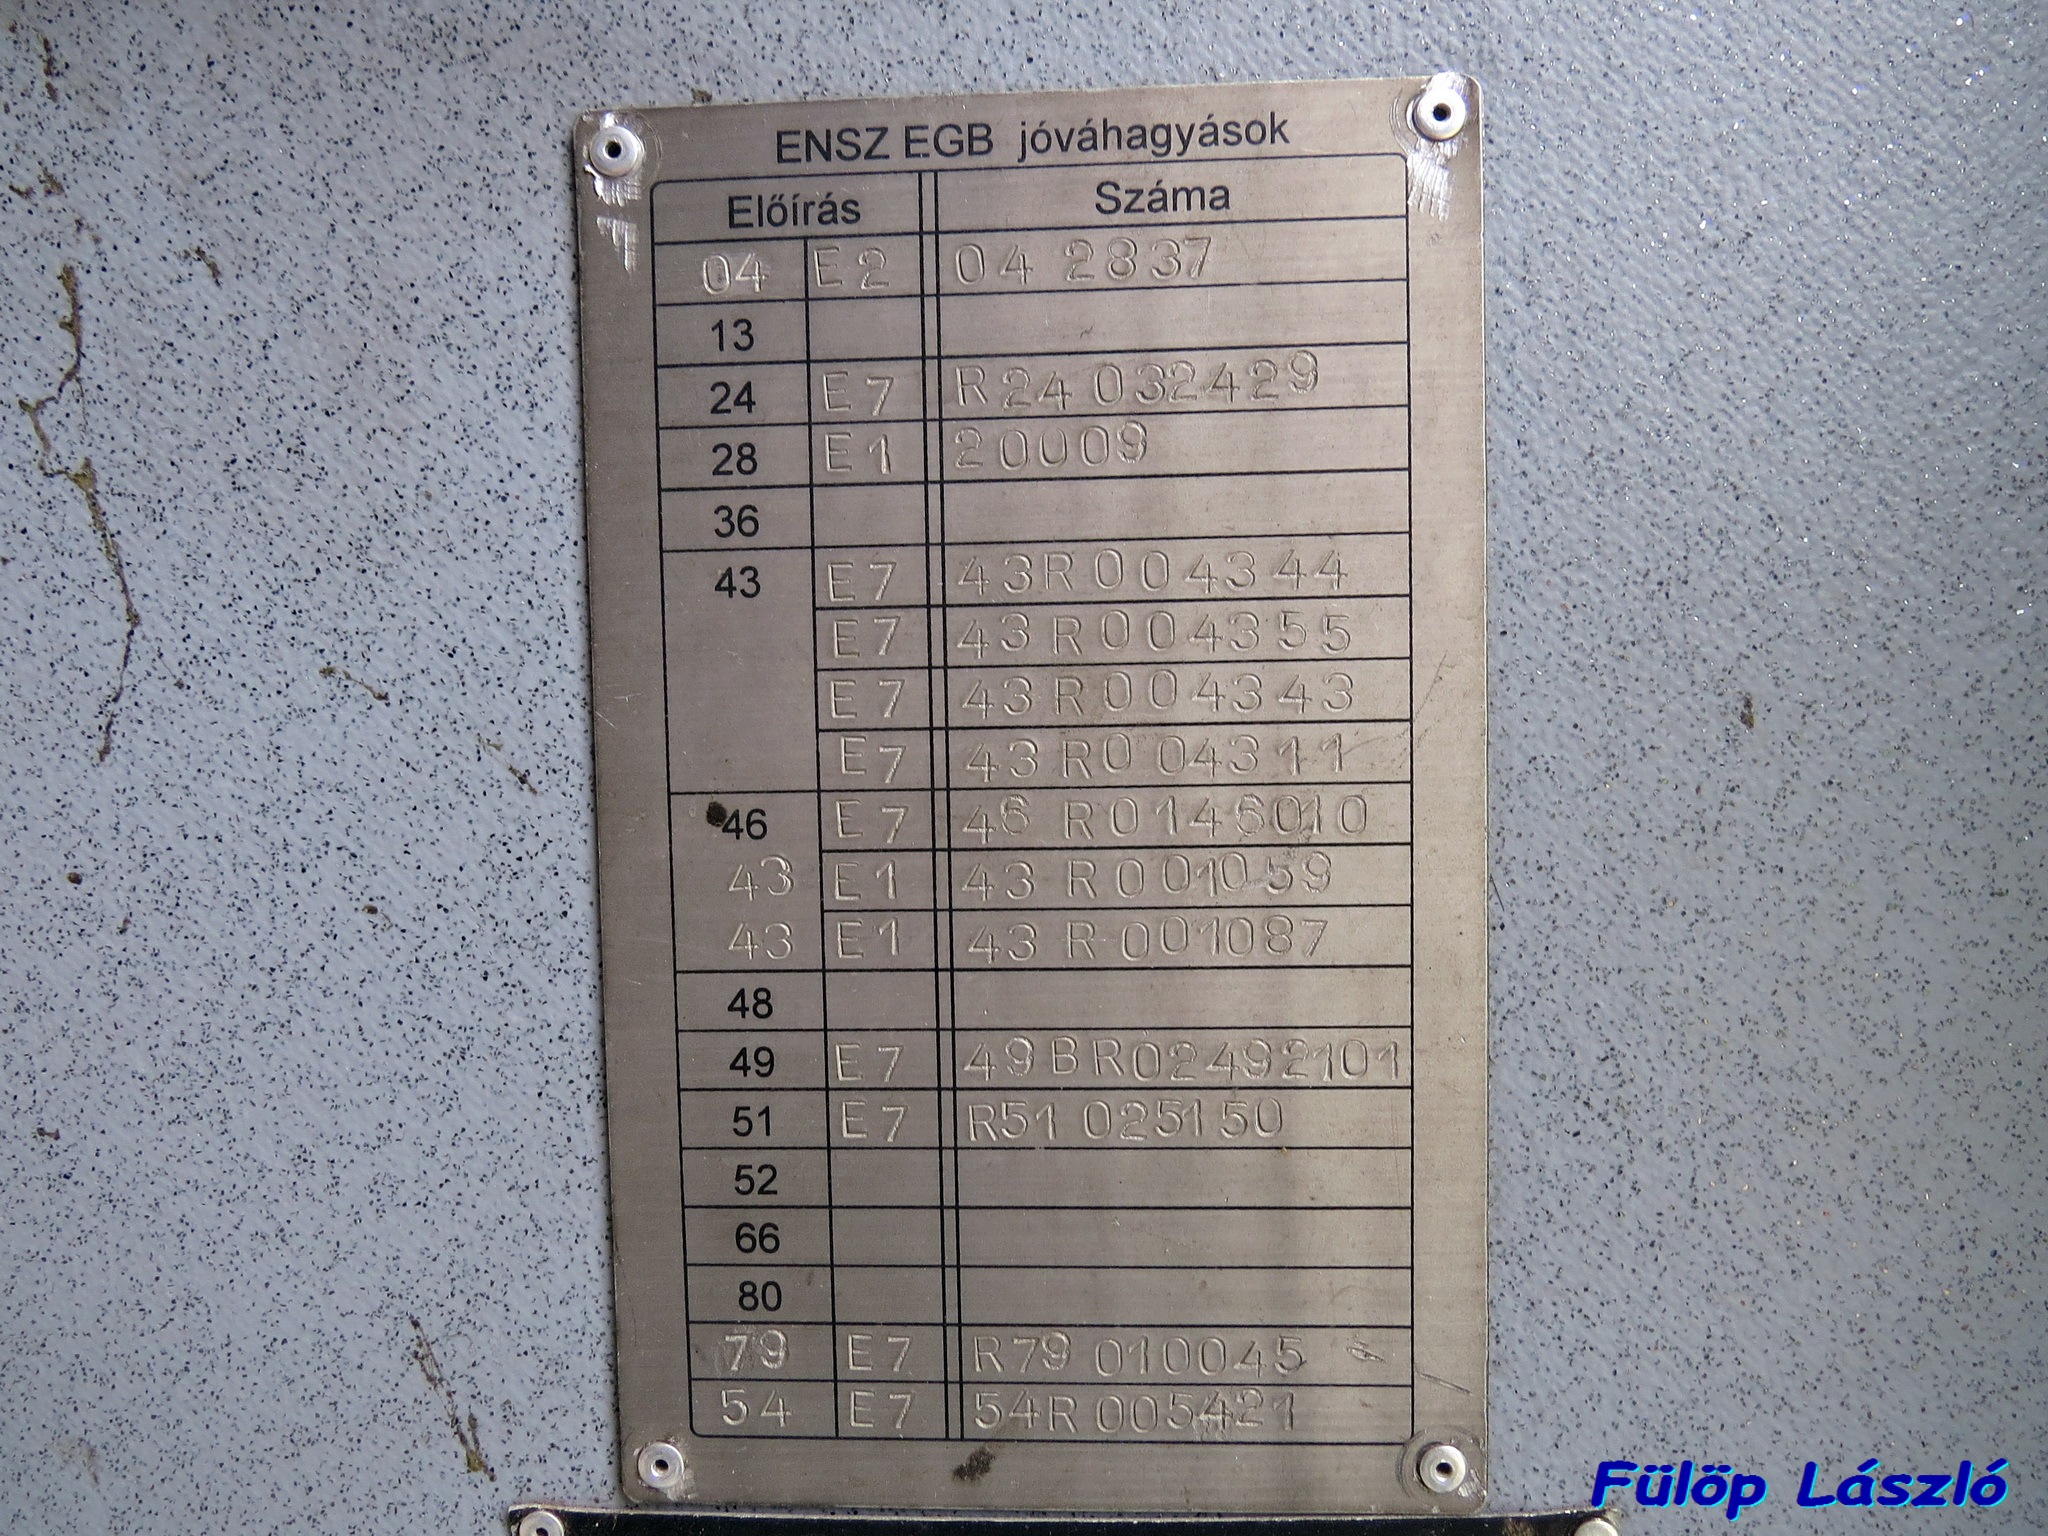 ENSZ EGB jóváhagyások
Előírás Száma
04 E2 04 2837
13
24 E7 R24 032429
28 E1 20009
36
43 E7 43R004344
E7 43R004355
E7 43R004343
E7 43R004311
46 E7 46 R0146010
43 E1 43 R001059
43 E1 43 R001087
48
49 E7 49BR02492101
51 E7 R51 025150
52
66
80
79 E7 R79 010045
54 E7 54R005421
Fülöp László